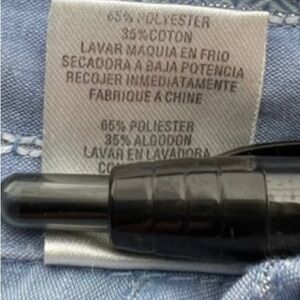 65% POLYESTER
35%COTON
LAVAR MAQUIA EN FRIO
SECADORA A BAJA POTENCIA
RECOJER INMEDIATAMENTE
FABRIQUE A CHINE
65% POLIESTER
35% ALGODON
LAVAR EN LAVADORA